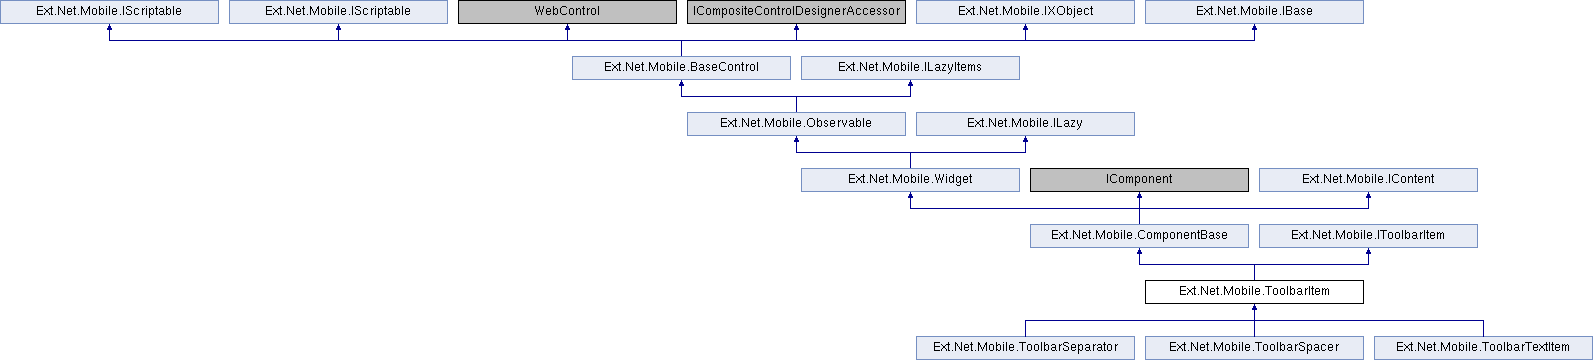 Ext.Net.Mobile.IScriptable
Ext.Net.Mobile.IScriptable
WebControl
ICompositeControlDesignerAccessor
Ext.Net.Mobile.IXObject
Ext.Net.Mobile.IBase
Ext.Net.Mobile.BaseControl
Ext.Net.Mobile.ILazyItems
Ext.Net.Mobile.Observable
Ext.Net.Mobile.ILazy
Ext.Net.Mobile.Widget
IComponent
Ext.Net.Mobile.IContent
Ext.Net.Mobile.ComponentBase
Ext.Net.Mobile.IToolbarItem
Ext.Net.Mobile.ToolbarItem
Ext.Net.Mobile.ToolbarSeparator
Ext.Net.Mobile.ToolbarSpacer
Ext.Net.Mobile.ToolbarTextItem